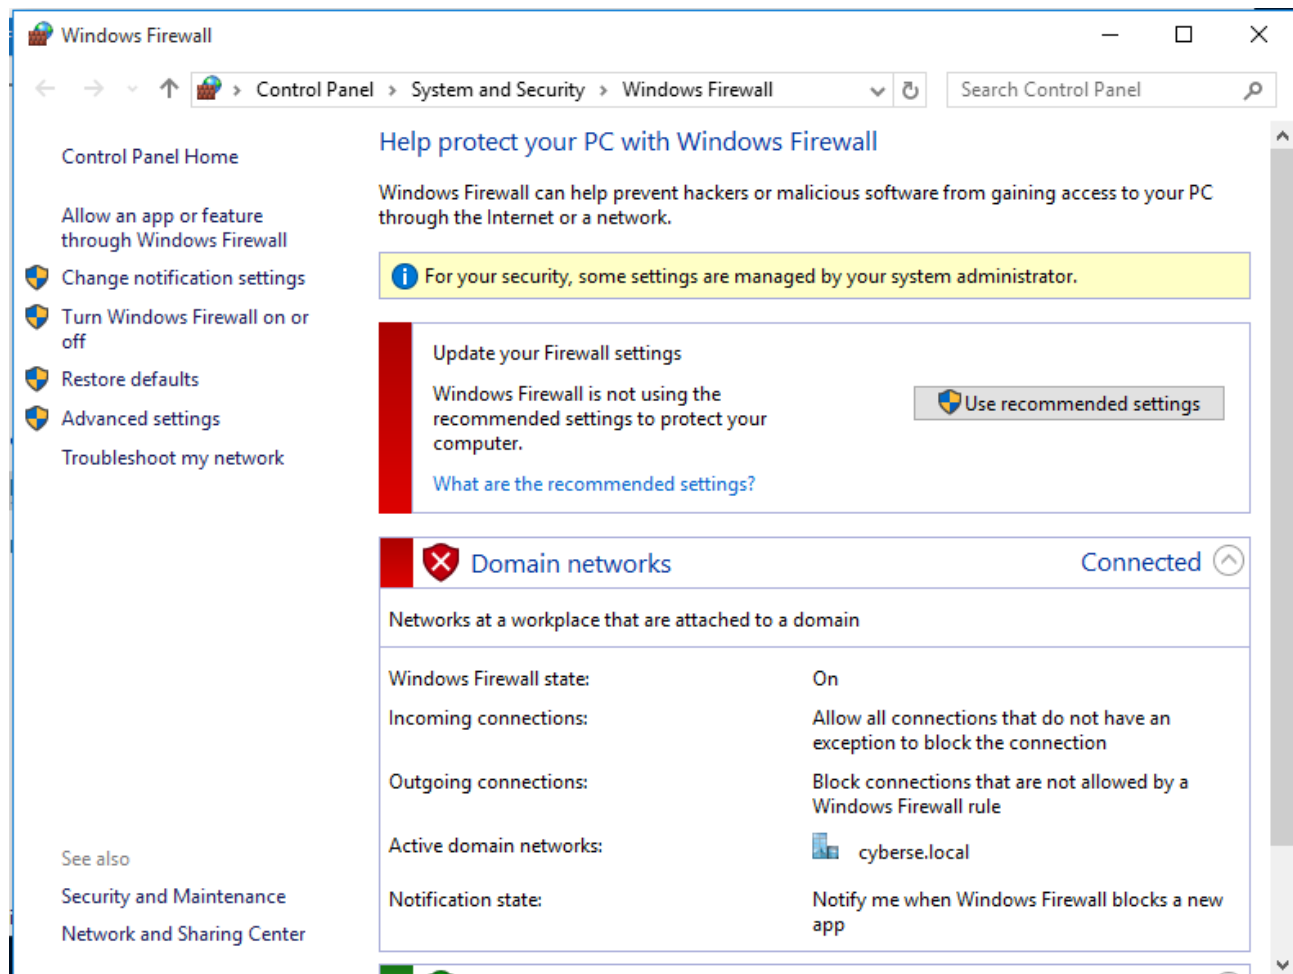 Windows Firewall
Control Panel > System and Security > Windows Firewall
Search Control Panel
Control Panel Home
Allow an app or feature
through Windows Firewall
Change notification settings
Turn Windows Firewall on or
off
Restore defaults
Advanced settings
Troubleshoot my network
See also
Security and Maintenance
Network and Sharing Center
Help protect your PC with Windows Firewall
Windows Firewall can help prevent hackers or malicious software from gaining access to your PC
through the Internet or a network.
For your security, some settings are managed by your system administrator.
Update your Firewall settings
Windows Firewall is not using the
recommended settings to protect your
computer.
What are the recommended settings?
Use recommended settings
Domain networks
Connected
Networks at a workplace that are attached to a domain
Windows Firewall state:
On
Incoming connections:
Allow all connections that do not have an
exception to block the connection
Outgoing connections:
Block connections that are not allowed by a
Windows Firewall rule
Active domain networks:
cyberse.local
Notification state:
Notify me when Windows Firewall blocks a new
app